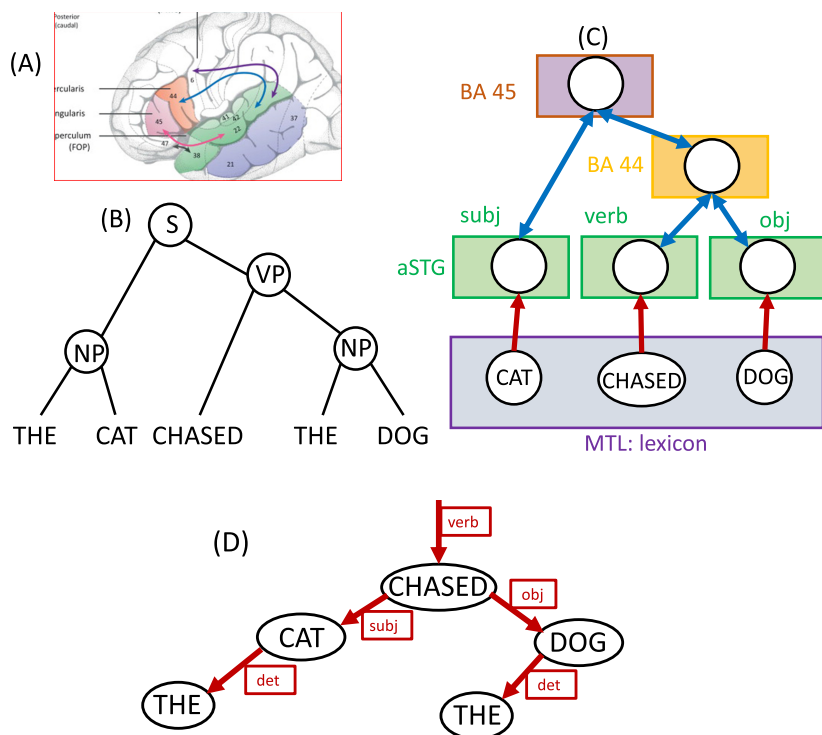 Posterior
(caudal)
(A)
ercularis
ngularis
perculum
(FOP)
6
44
45
47
41
42
22
38
21
37
(B)
S
VP
NP
NP
THE CAT CHASED THE DOG
(C)
BA 45
BA 44
subj verb obj
aSTG
CAT CHASED DOG
MTL: lexicon
(D)
verb
CHASED
subj
obj
CAT
DOG
det
det
THE
THE